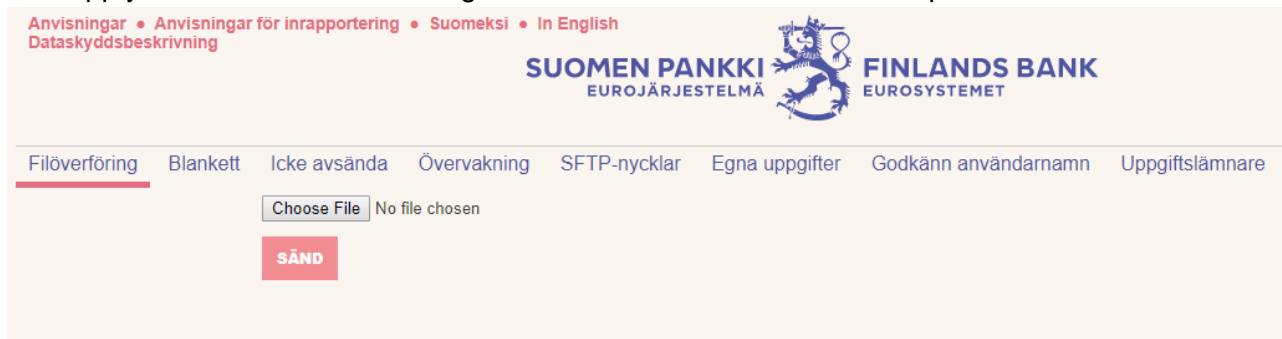 Anvisningar ● Anvisningar för inrapportering ● Suomeksi ● In English
Dataskyddsbeskrivning
SUOMEN PANKKI FINLANDS BANK
EUROJÄRJESTELMÄ EUROSYSTEMET
Filöverföring Blankett Icke avsända Övervakning SFTP-nycklar Egna uppgifter Godkänn användarnamn Uppgiftslämnare
Choose File No file chosen
SÄND